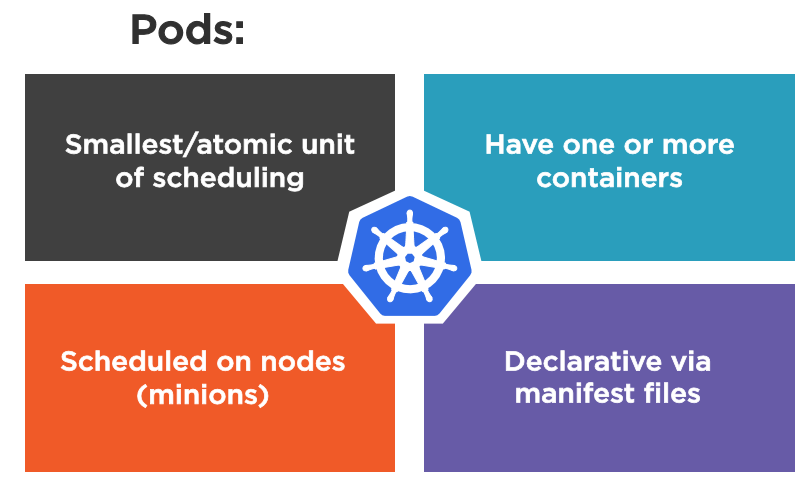 Pods:
Smallest/atomic unit
of scheduling
Have one or more
containers
Scheduled on nodes
(minions)
Declarative via
manifest files